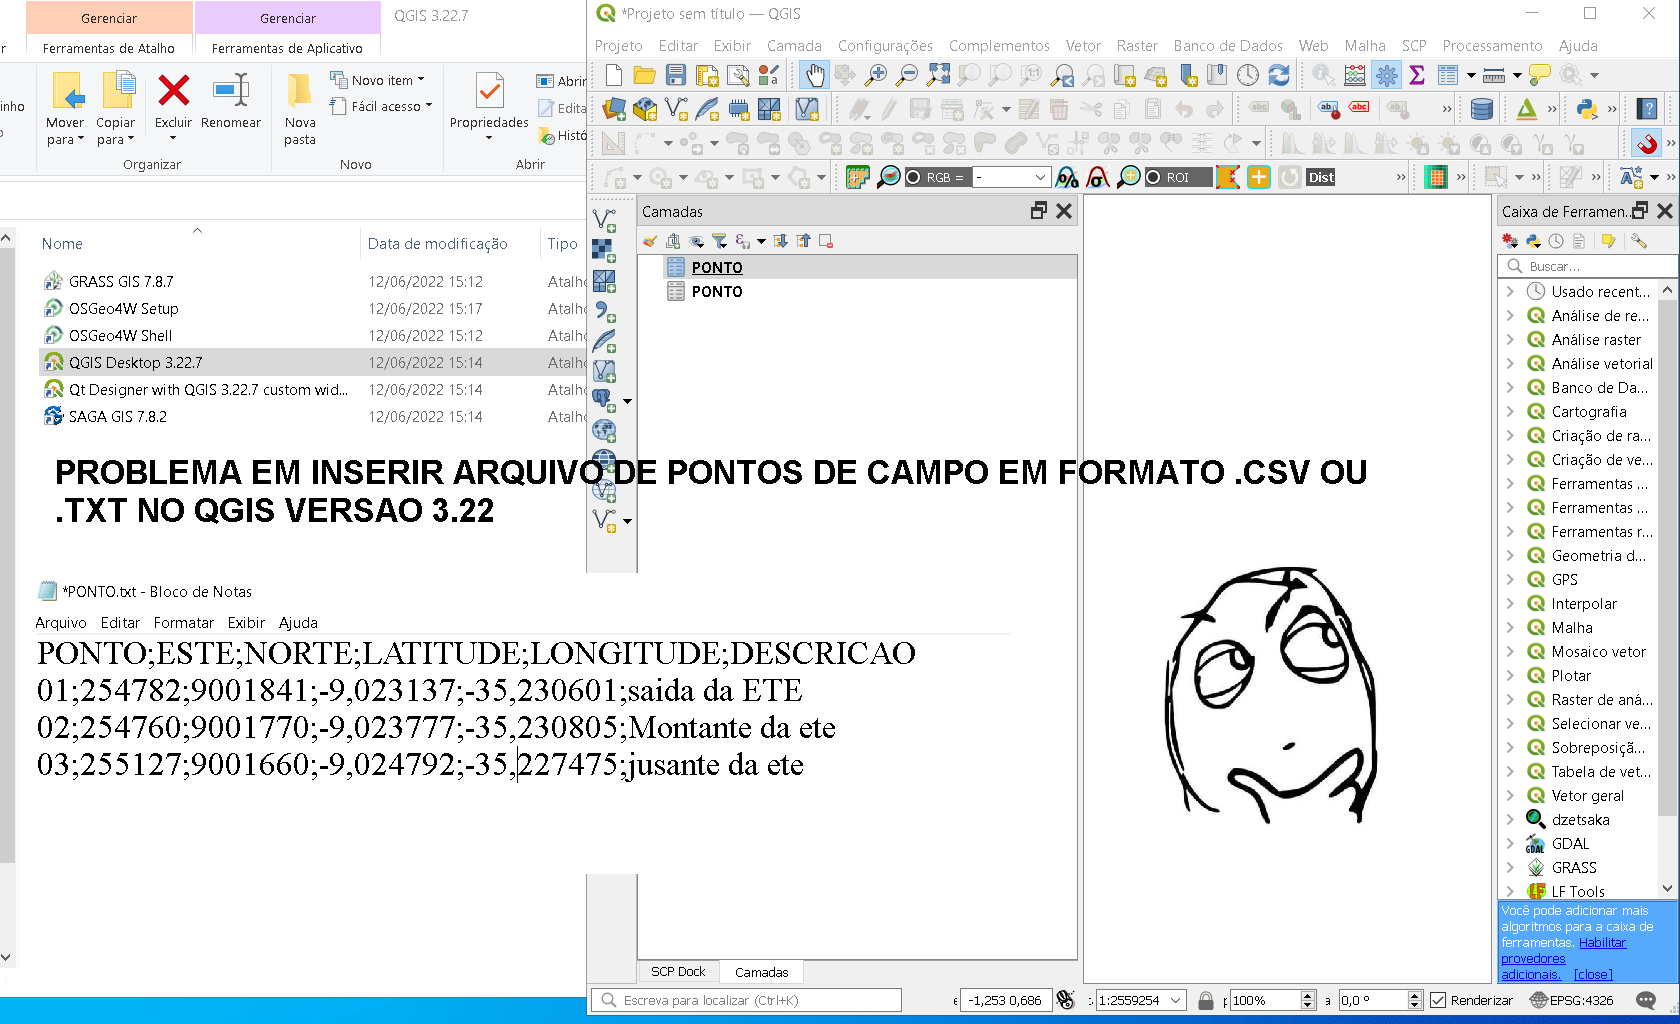 Gerenciar
Gerenciar
QGIS 3.22.7
Ferramentas de Atalho
Ferramentas de Aplicativo
Mover para
Copiar para
Excluir
Renomear
Nova pasta
Novo item
Fácil acesso
Propriedades
Abrir
Edita
Histó
Organizar
Novo
Abrir
Nome
Data de modificação
Tipo
GRASS GIS 7.8.7 12/06/2022 15:12 Atalho
OSGeo4W Setup 12/06/2022 15:17 Atalho
OSGeo4W Shell 12/06/2022 15:12 Atalho
QGIS Desktop 3.22.7 12/06/2022 15:14 Atalho
Qt Designer with QGIS 3.22.7 custom wid... 12/06/2022 15:14 Atalho
SAGA GIS 7.8.2 12/06/2022 15:14 Atalho
*Projeto sem título — QGIS
Projeto Editar Exibir Camada Configurações Complementos Vetor Raster Banco de Dados Web Malha SCP Processamento Ajuda
RGB = -
ROI
Dist
Camadas
PONTO
PONTO
PROBLEMA EM INSERIR ARQUIVO DE PONTOS DE CAMPO EM FORMATO .CSV OU
.TXT NO QGIS VERSAO 3.22
*PONTO.txt - Bloco de Notas
Arquivo Editar Formatar Exibir Ajuda
PONTO;ESTE;NORTE;LATITUDE;LONGITUDE;DESCRICAO
01;254782;9001841;-9,023137;-35,230601;saida da ETE
02;254760;9001770;-9,023777;-35,230805;Montante da ete
03;255127;9001660;-9,024792;-35,227475;jusante da ete
Caixa de Ferramen...
Buscar...
Usado recent...
Análise de re...
Análise raster
Análise vetorial
Banco de Da...
Cartografia
Criação de ra...
Criação de ve...
Ferramentas ...
Ferramentas ...
Ferramentas r...
Geometria d...
GPS
Interpolar
Malha
Mosaico vetor
Plotar
Raster de aná...
Selecionar ve...
Sobreposiçã...
Tabela de vet...
Vetor geral
dzetsaka
GDAL
GRASS
LF Tools
Você pode adicionar mais
algoritmos para a caixa de
ferramentas. Habilitar
provedores
adicionais. [close]
SCP Dock
Camadas
Escreva para localizar (Ctrl+K)
-1,253 0,686
1:2559254
100%
0,0 °
Renderizar
EPSG:4326